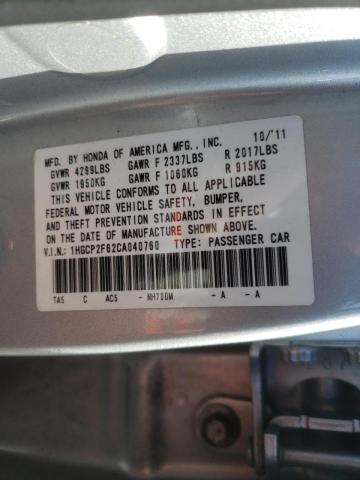 MFD. BY HONDA OF AMERICA MFG., INC. 10/'11
GVWR 4299LBS GAWR F 2337LBS R 2017LBS
GVWR 1950KG GAWR F 1060KG R 915KG
THIS VEHICLE CONFORMS TO ALL APPLICABLE
FEDERAL MOTOR VEHICLE SAFETY, BUMPER,
AND THEFT PREVENTION STANDARDS IN EFFECT
ON THE DATE OF MANUFACTURE SHOWN ABOVE.
V.I.N.: 1HGCP2F62CA040760 TYPE: PASSENGER CAR
TA5 C AC5 - NH700M - A - A